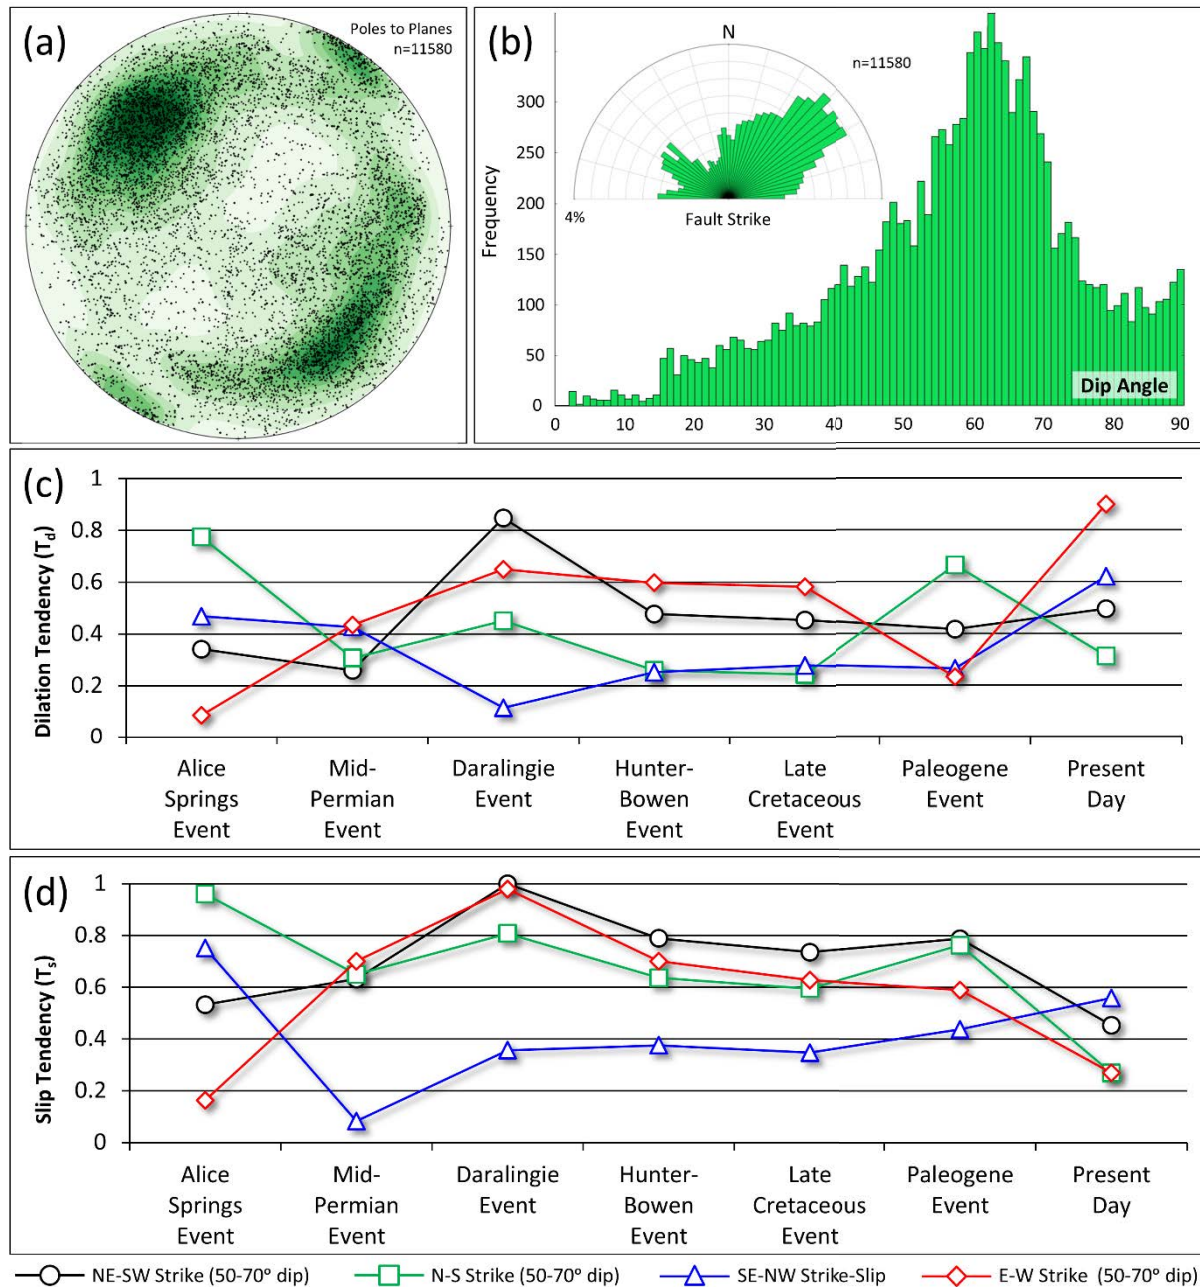 (a)
Poles to Planes
n=11580
(b)
N
n=11580
4%
Fault Strike
Frequency
300
250
200
150
100
50
0
0 10 20 30 40 50 60 70 80 90
Dip Angle
(c)
Dilation Tendency (Td)
1
0.8
0.6
0.4
0.2
0
Alice
Springs
Event
Mid-
Permian
Event
Daralingie
Event
Hunter-
Bowen
Event
Late
Cretaceous
Event
Paleogene
Event
Present
Day
(d)
Slip Tendency (Ts)
1
0.8
0.6
0.4
0.2
0
Alice
Springs
Event
Mid-
Permian
Event
Daralingie
Event
Hunter-
Bowen
Event
Late
Cretaceous
Event
Paleogene
Event
Present
Day
NE-SW Strike (50-70° dip) N-S Strike (50-70° dip) SE-NW Strike-Slip E-W Strike (50-70° dip)